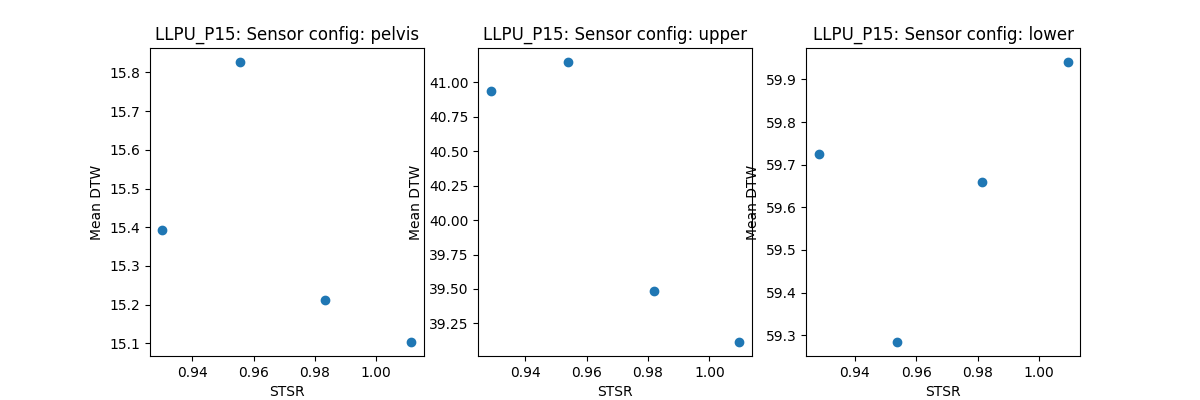 LLPU_P15: Sensor config: pelvis
15.8
15.7
15.6
15.5
15.4
15.3
15.2
15.1
Mean DTW
0.94 0.96 0.98 1.00
STSR
LLPU_P15: Sensor config: upper
41.00
40.75
40.50
40.25
40.00
39.75
39.50
39.25
Mean DTW
0.94 0.96 0.98 1.00
STSR
LLPU_P15: Sensor config: lower
59.9
59.8
59.7
59.6
59.5
59.4
59.3
Mean DTW
0.94 0.96 0.98 1.00
STSR